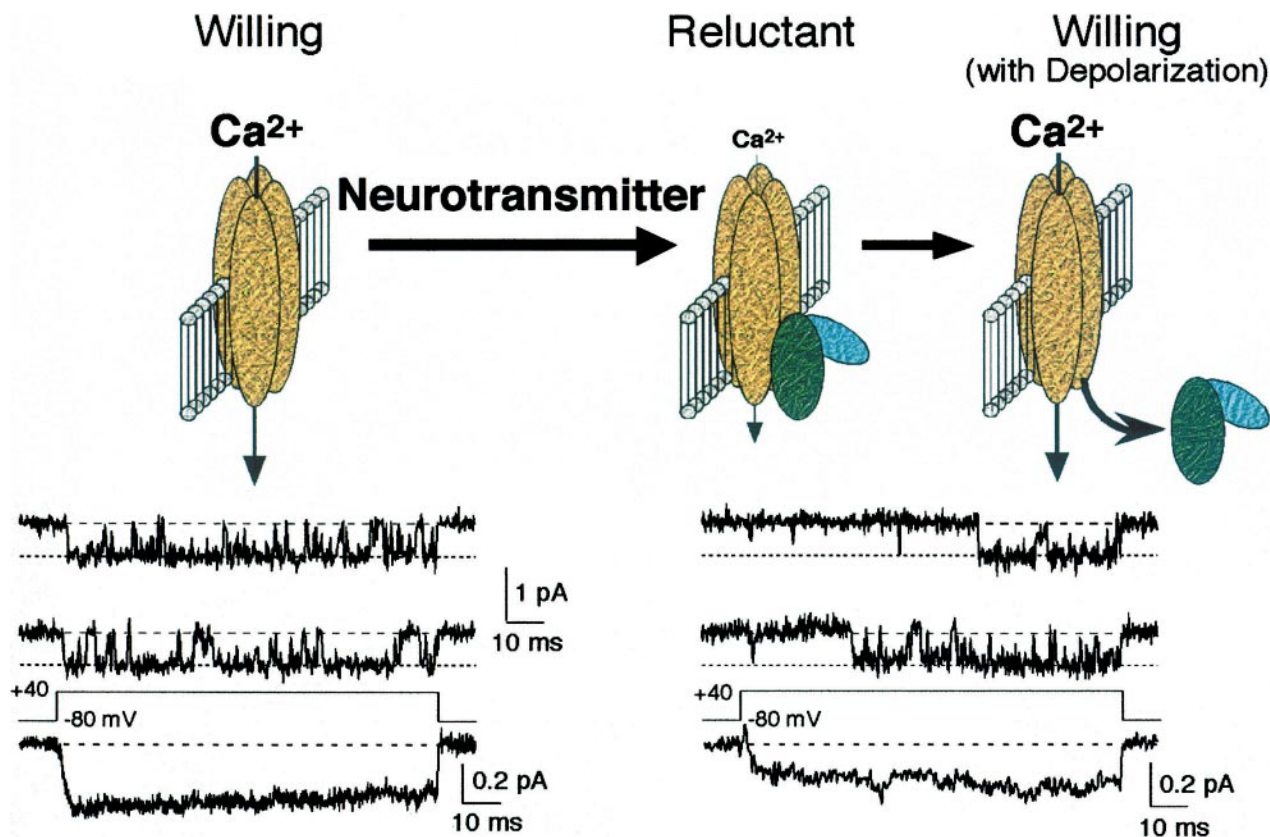 Willing
Reluctant
Willing
(with Depolarization)
Ca²⁺
Ca²⁺
Ca²⁺
Neurotransmitter
1 pA
10 ms
+40
-80 mV
0.2 pA
10 ms
+40
-80 mV
0.2 pA
10 ms